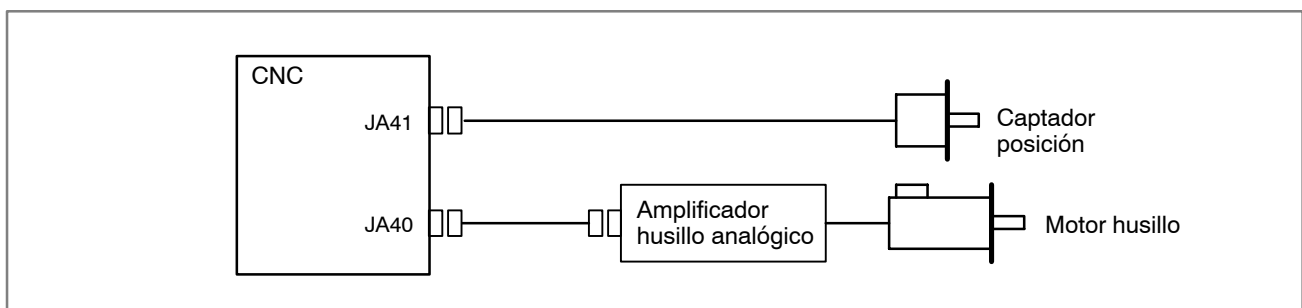 CNC
JA41
Captador
posición
JA40
Amplificador
husillo analógico
Motor husillo